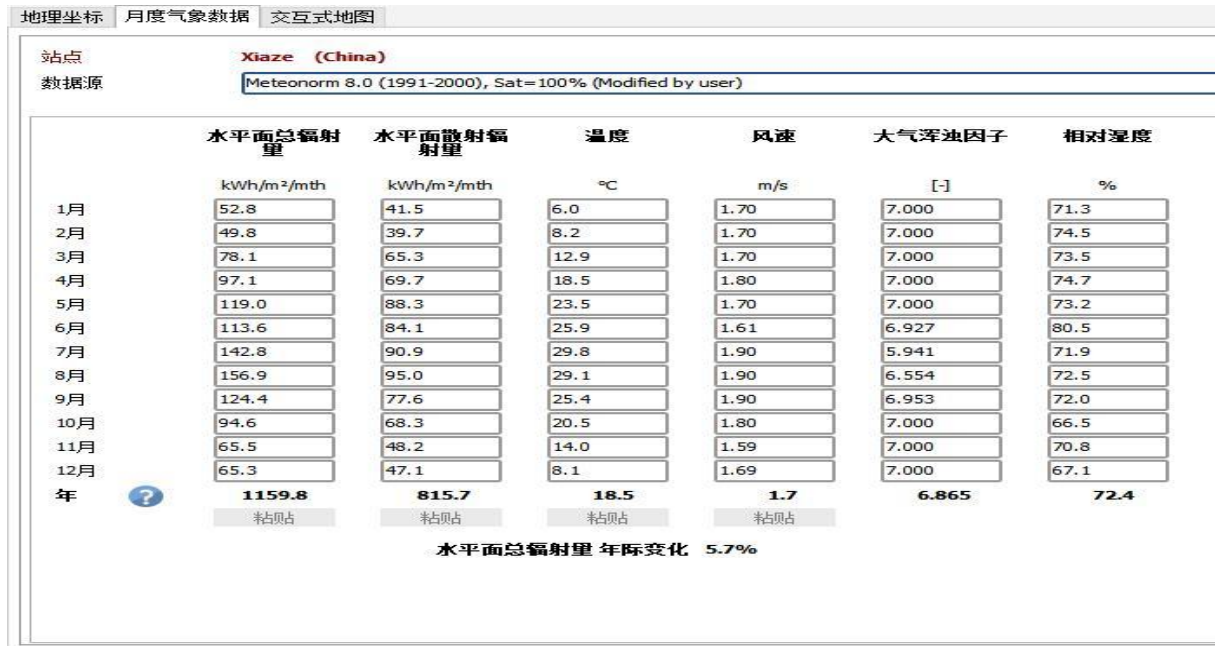 地理坐标 月度气象数据 交互式地图
站点 Xiaze (China)
数据源 Meteonorm 8.0 (1991-2000), Sat=100% (Modified by user)
水平面总辐射量 水平面散射辐射量 温度 风速 大气浑浊因子 相对湿度
kWh/m²/mth kWh/m²/mth °C m/s [-] %
1月 52.8 41.5 6.0 1.70 7.000 71.3
2月 49.8 39.7 8.2 1.70 7.000 74.5
3月 78.1 65.3 12.9 1.70 7.000 73.5
4月 97.1 69.7 18.5 1.80 7.000 74.7
5月 119.0 88.3 23.5 1.70 7.000 73.2
6月 113.6 84.1 25.9 1.61 6.927 80.5
7月 142.8 90.9 29.8 1.90 5.941 71.9
8月 156.9 95.0 29.1 1.90 6.554 72.5
9月 124.4 77.6 25.4 1.90 6.953 72.0
10月 94.6 68.3 20.5 1.80 7.000 66.5
11月 65.5 48.2 14.0 1.59 7.000 70.8
12月 65.3 47.1 8.1 1.69 7.000 67.1
年 ? 1159.8 815.7 18.5 1.7 6.865 72.4
粘贴 粘贴 粘贴 粘贴
水平面总辐射量 年际变化 5.7%